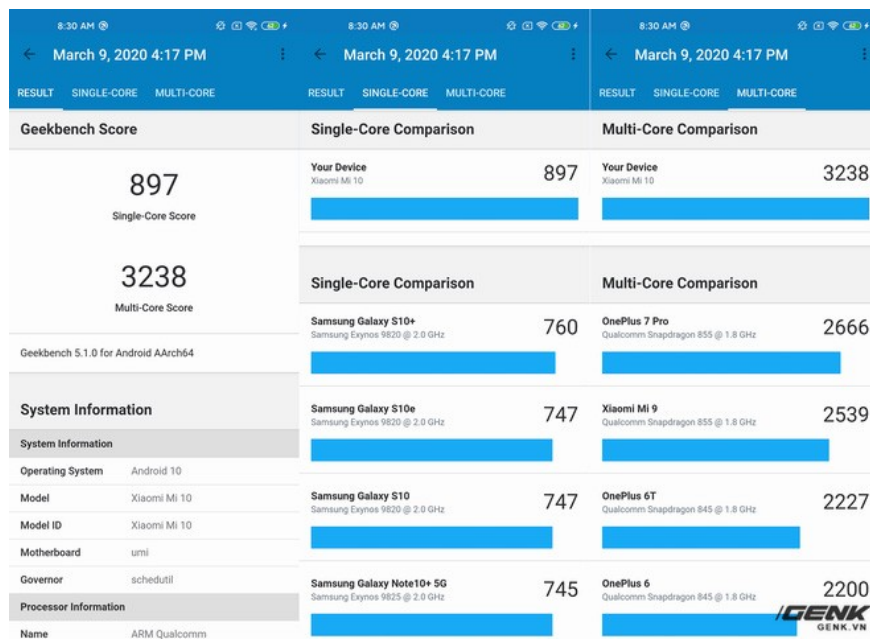 8:30 AM
62
March 9, 2020 4:17 PM
RESULT SINGLE-CORE MULTI-CORE
Geekbench Score
897
Single-Core Score
3238
Multi-Core Score
Geekbench 5.1.0 for Android AArch64
System Information
System Information
Operating System Android 10
Model Xiaomi Mi 10
Model ID Xiaomi Mi 10
Motherboard umi
Governor schedutil
Processor Information
Name ARM Qualcomm
8:30 AM
62
March 9, 2020 4:17 PM
RESULT SINGLE-CORE MULTI-CORE
Single-Core Comparison
Your Device
Xiaomi Mi 10
897
Single-Core Comparison
Samsung Galaxy S10+
Samsung Exynos 9820 @ 2.0 GHz
760
Samsung Galaxy S10e
Samsung Exynos 9820 @ 2.0 GHz
747
Samsung Galaxy S10
Samsung Exynos 9820 @ 2.0 GHz
747
Samsung Galaxy Note10+ 5G
Samsung Exynos 9825 @ 2.0 GHz
745
8:30 AM
62
March 9, 2020 4:17 PM
RESULT SINGLE-CORE MULTI-CORE
Multi-Core Comparison
Your Device
Xiaomi Mi 10
3238
Multi-Core Comparison
OnePlus 7 Pro
Qualcomm Snapdragon 855 @ 1.8 GHz
2666
Xiaomi Mi 9
Qualcomm Snapdragon 855 @ 1.8 GHz
2539
OnePlus 6T
Qualcomm Snapdragon 845 @ 1.8 GHz
2227
OnePlus 6
Qualcomm Snapdragon 845 @ 1.8 GHz
2200
/GENK
GENK.VN